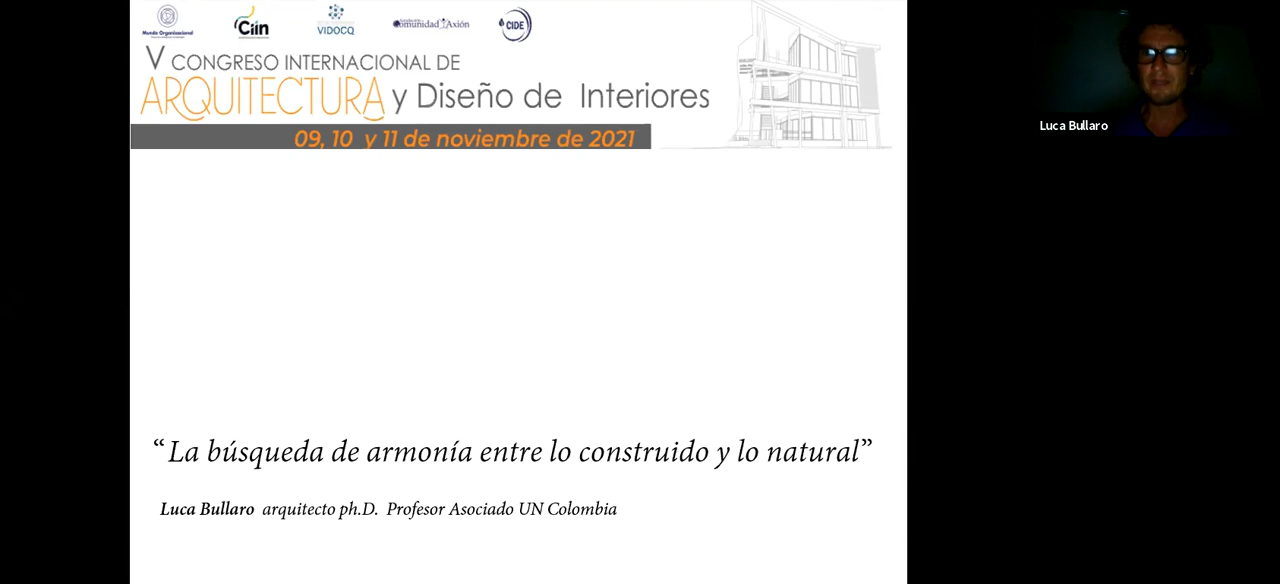 Mundo Organizacional
Ciin
VIDOCQ
Comunidad Axión
CIDE
V CONGRESO INTERNACIONAL DE
ARQUITECTURA y Diseño de Interiores
09, 10 y 11 de noviembre de 2021
Luca Bullaro
“La búsqueda de armonía entre lo construido y lo natural”
Luca Bullaro arquitecto ph.D. Profesor Asociado UN Colombia